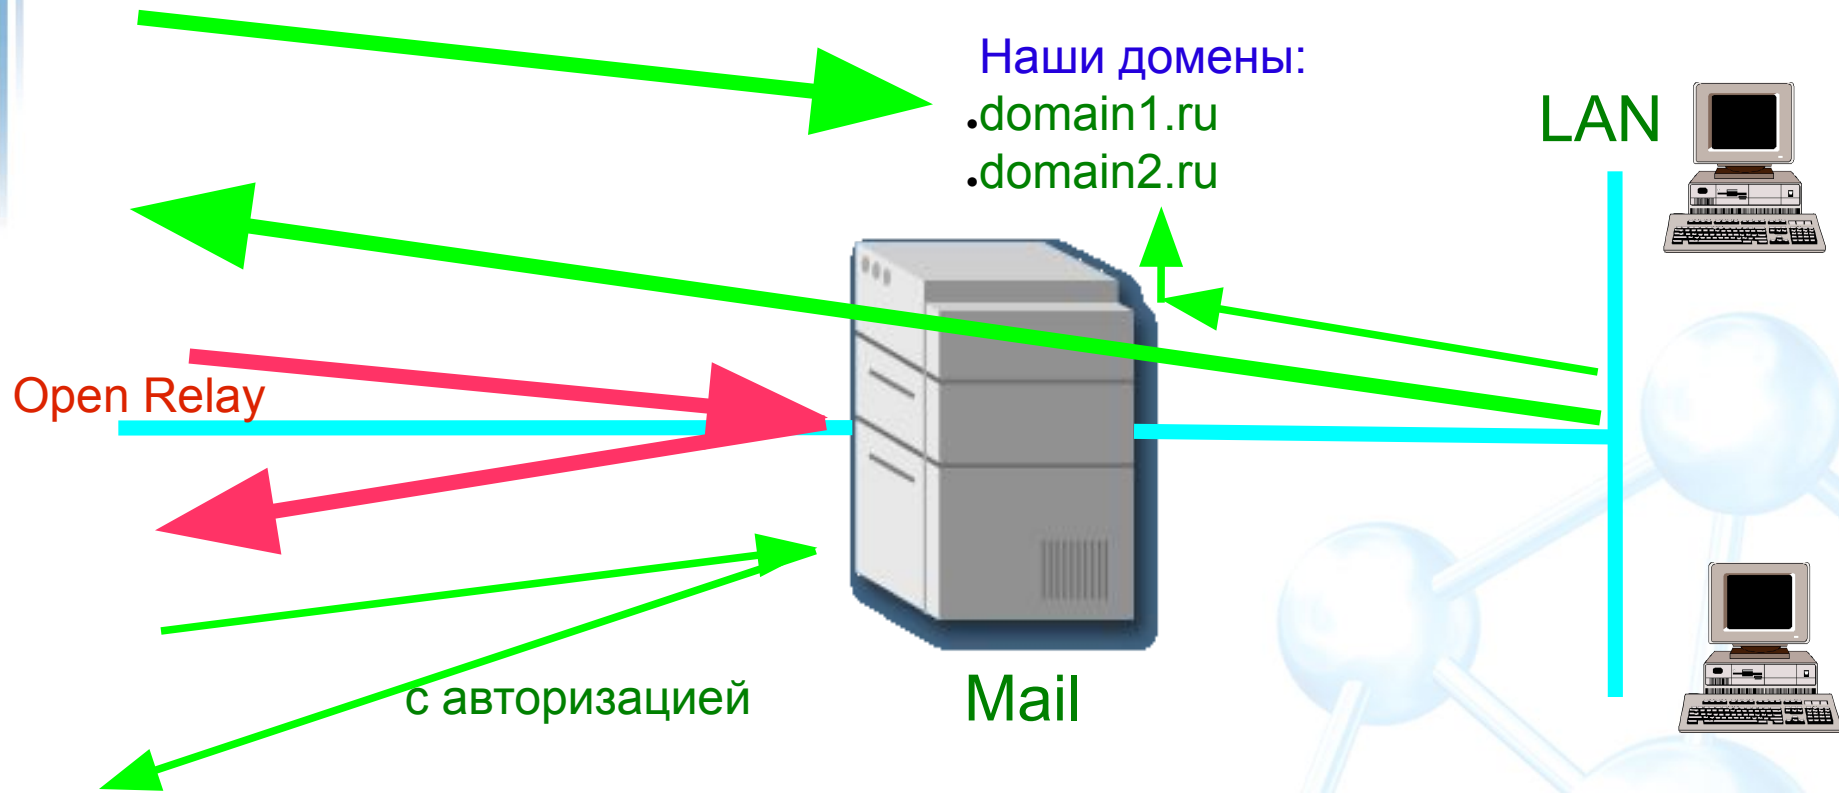 Наши домены:
•domain1.ru
•domain2.ru
LAN
Open Relay
с авторизацией
Mail